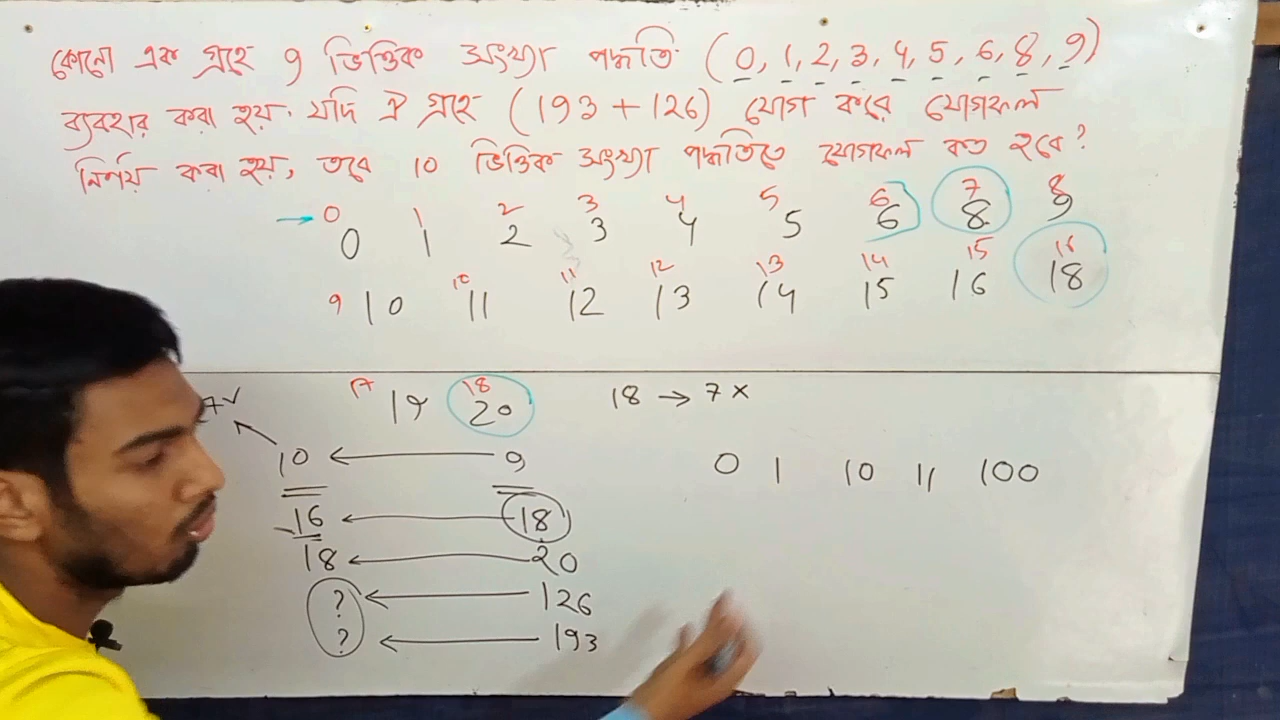 কোনো এক গ্রহে 9 ভিত্তিক সংখ্যা পদ্ধতি (0, 1, 2, 3, 4, 5, 6, 8, 9)
ব্যবহার করা হয়. যদি ঐ গ্রহে (193 + 126) যোগ করে যোগফল
নির্ণয় করা হয়, তবে 10 ভিত্তিক সংখ্যা পদ্ধতিতে যোগফল কত হবে?
0 1 2 3 4 5 6 7 8
→ 0 1 2 3 4 5 6 8 9
9 10 11 12 13 14 15 16
10 11 12 13 14 15 16 18
17 18
19 20 18 → 7 ×
7 ✓
10 ← 9 0 1 10 11 100
16 ← 18
18 ← 20
? ← 126
? ← 193